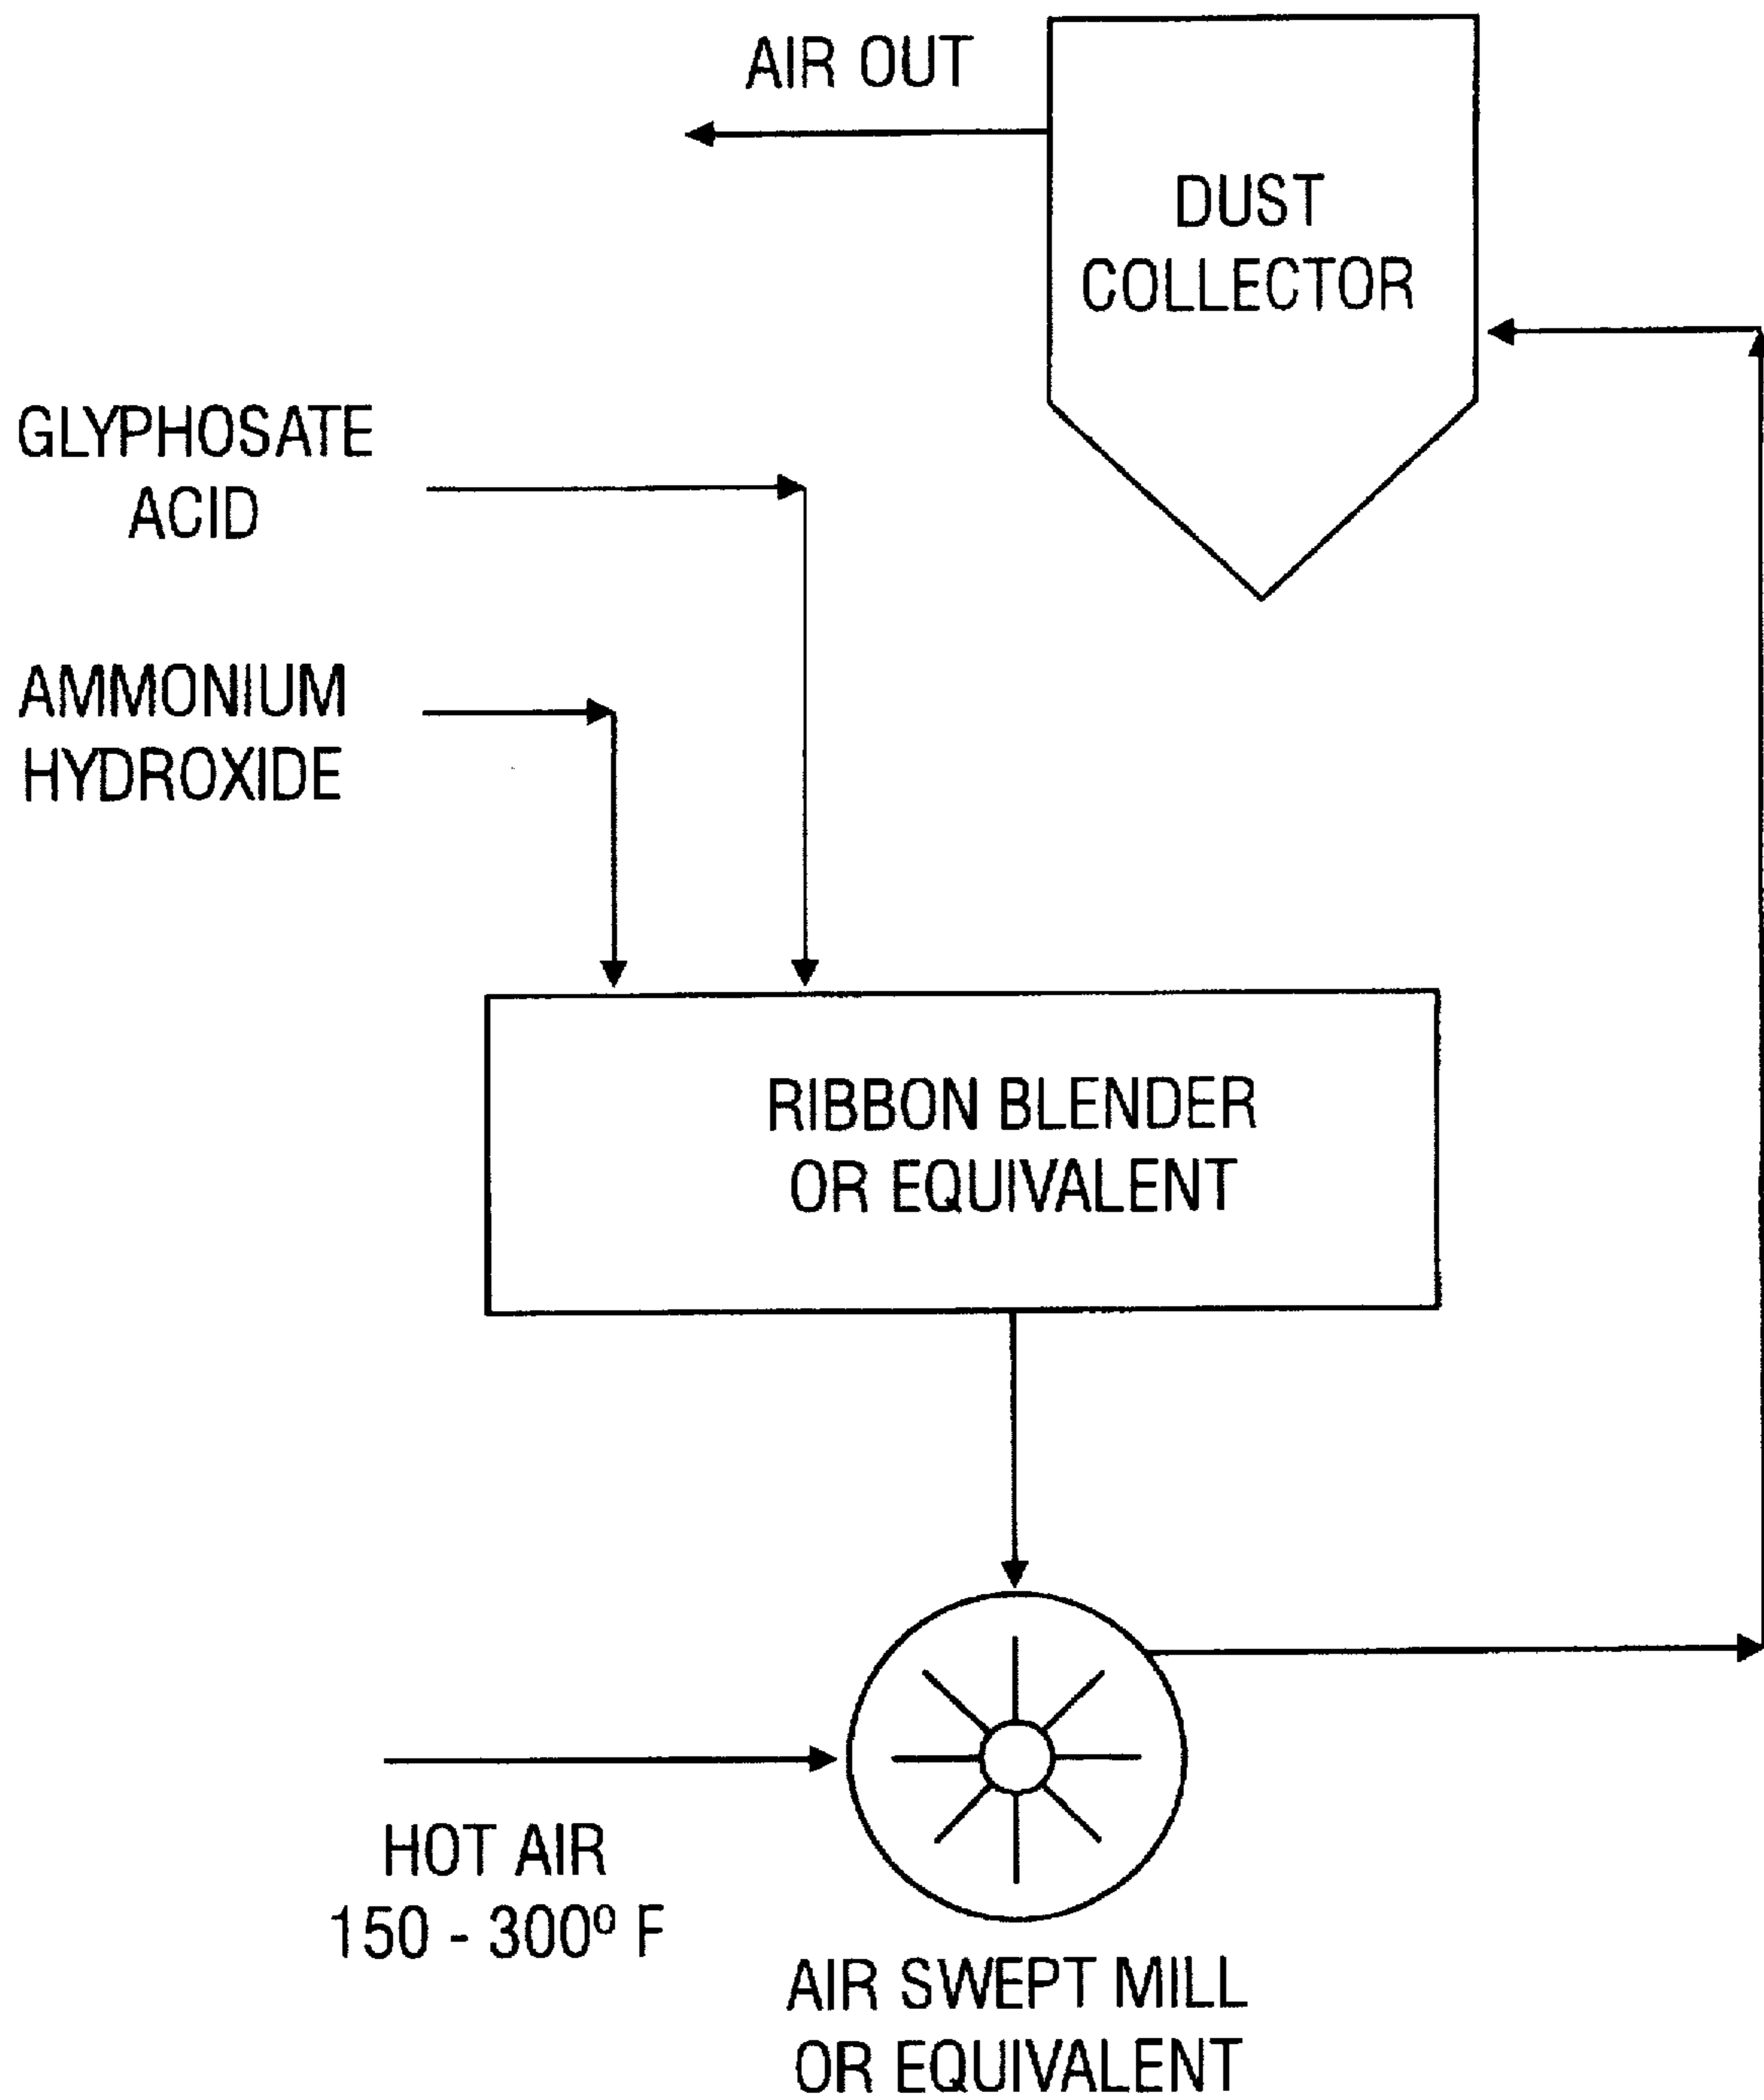 AIR OUT
DUST
COLLECTOR
GLYPHOSATE
ACID
AMMONIUM
HYDROXIDE
RIBBON BLENDER
OR EQUIVALENT
HOT AIR
150 - 300º F
AIR SWEPT MILL
OR EQUIVALENT